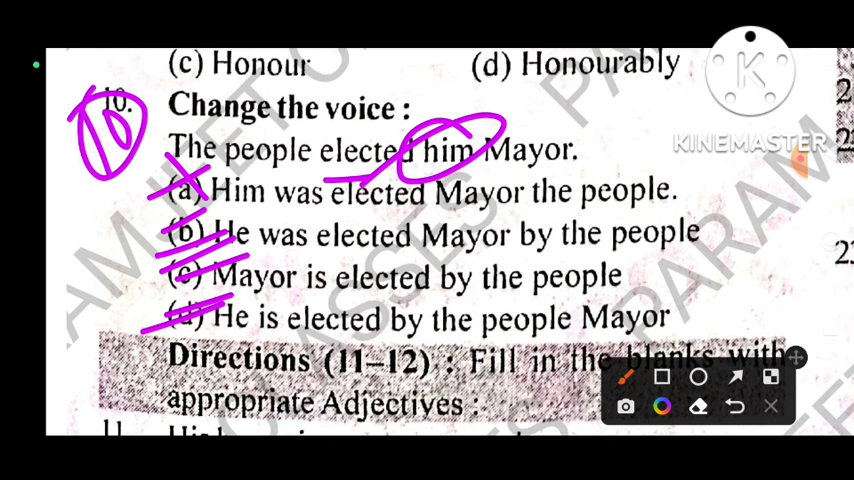 (c) Honour (d) Honourably
10. Change the voice :
10
The people elected him Mayor.
(a) Him was elected Mayor the people.
(b) He was elected Mayor by the people
(c) Mayor is elected by the people
(d) He is elected by the people Mayor
Directions (11–12) : Fill in the blanks with
appropriate Adjectives :
11.
K
KINEMASTER